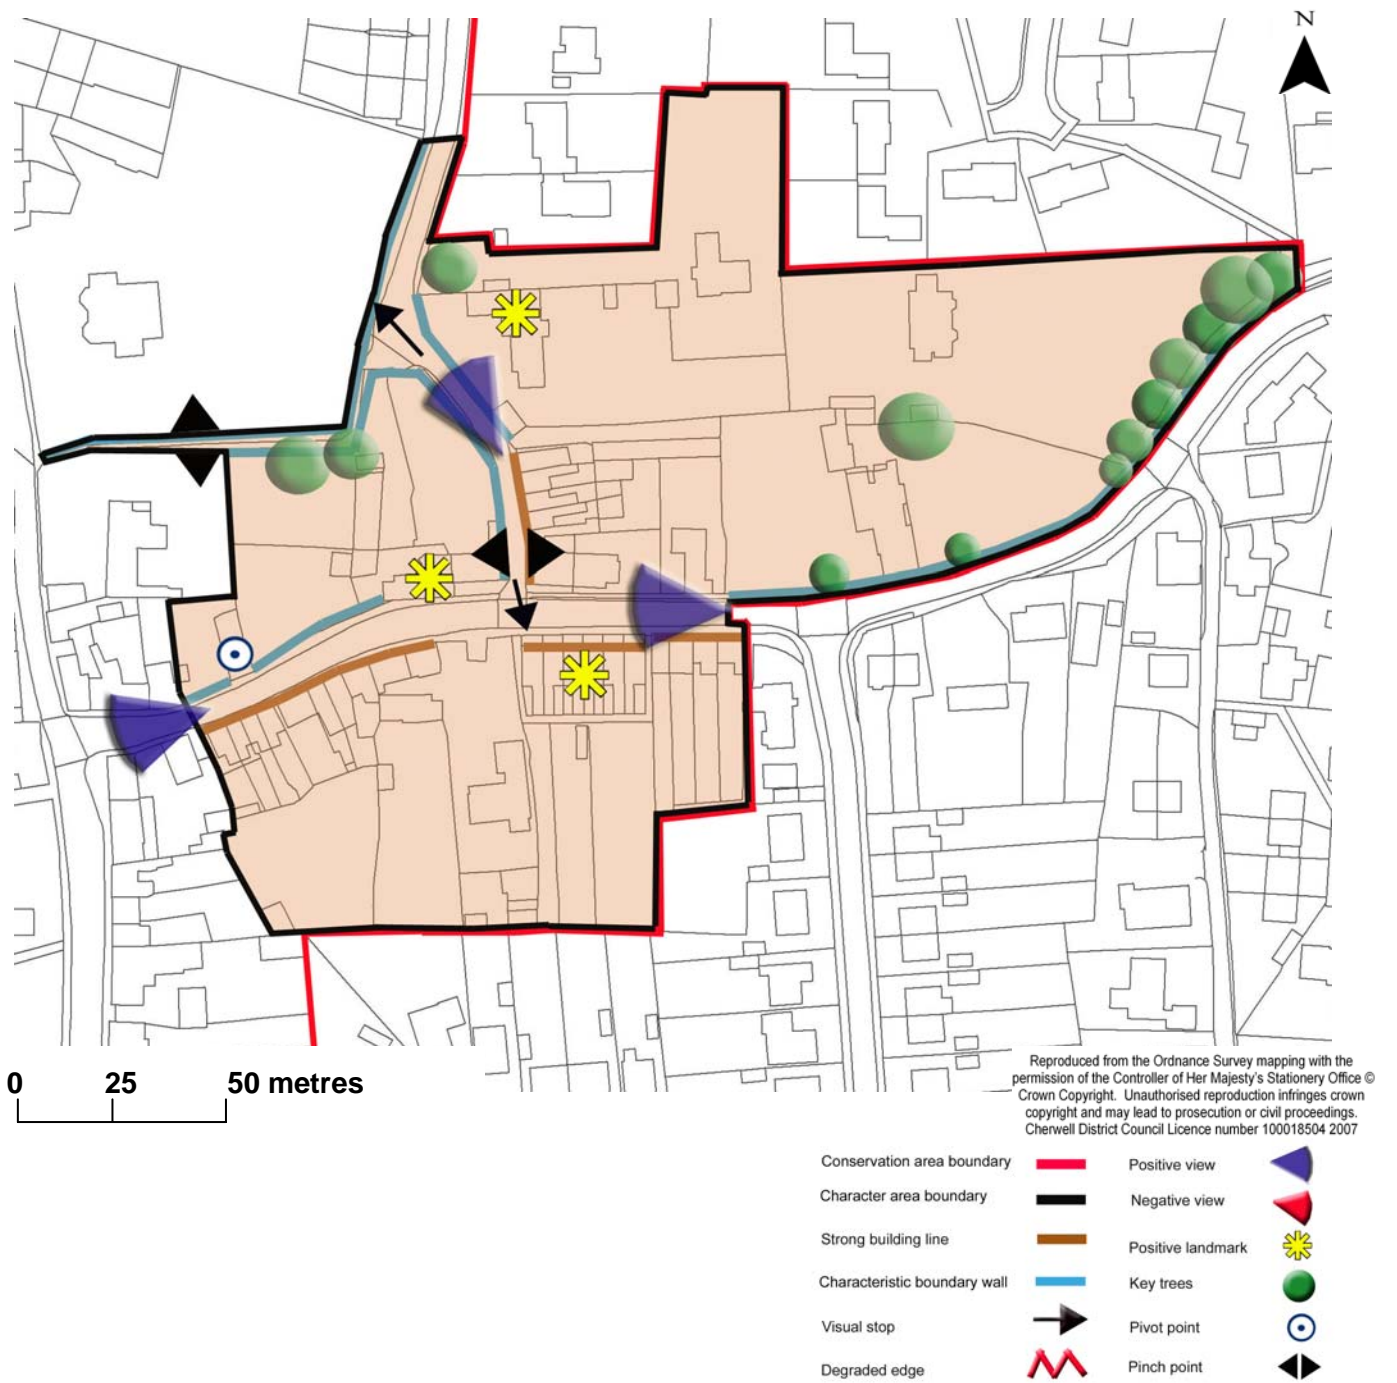 N
0 25 50 metres
Reproduced from the Ordnance Survey mapping with the
permission of the Controller of Her Majesty's Stationery Office ©
Crown Copyright. Unauthorised reproduction infringes crown
copyright and may lead to prosecution or civil proceedings.
Cherwell District Council Licence number 100018504 2007
Conservation area boundary Positive view
Character area boundary Negative view
Strong building line Positive landmark
Characteristic boundary wall Key trees
Visual stop Pivot point
Degraded edge Pinch point